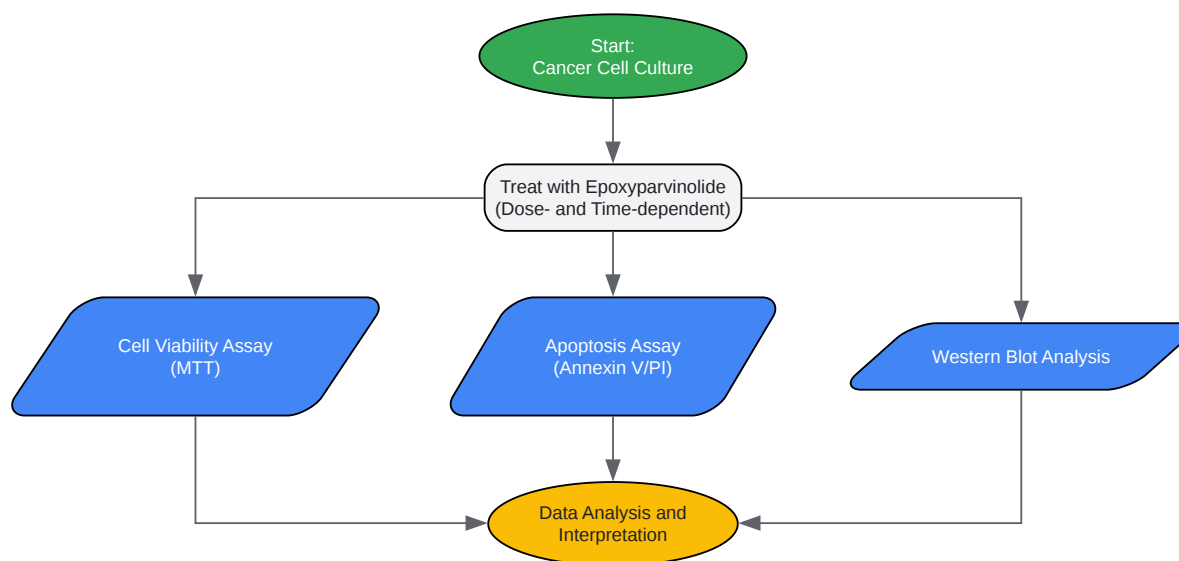 Start:
Cancer Cell Culture
Treat with Epoxyparvinolide
(Dose- and Time-dependent)
Cell Viability Assay
(MTT)
Apoptosis Assay
(Annexin V/PI)
Western Blot Analysis
Data Analysis and
Interpretation